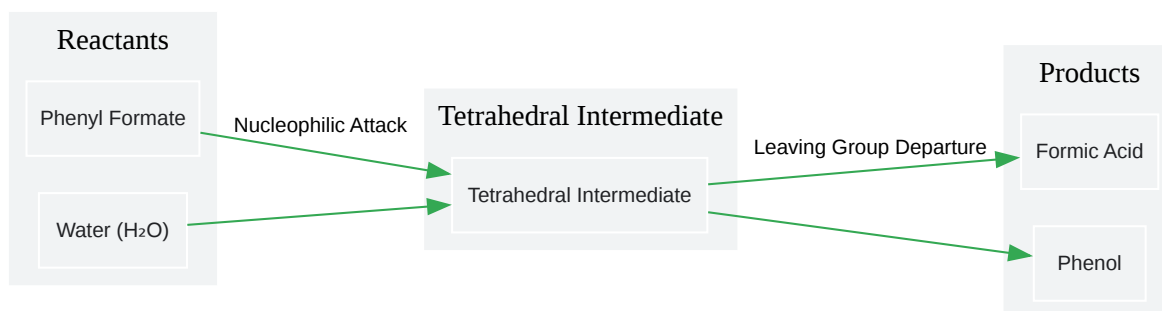 Reactants
Phenyl Formate
Water (H₂O)
Nucleophilic Attack
Tetrahedral Intermediate
Tetrahedral Intermediate
Leaving Group Departure
Products
Formic Acid
Phenol